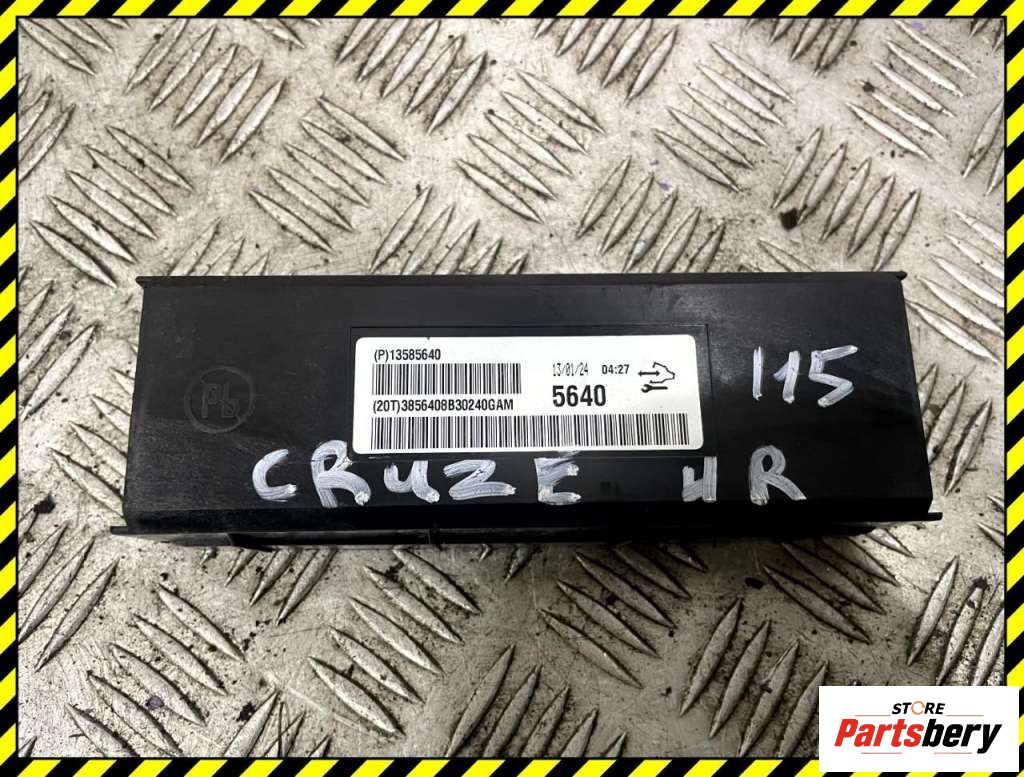 (P)13585640
13/01/24 04:27
(20T)3856408B30240GAM
5640
Pb
115
CRUZE HR
STORE
Partsbery